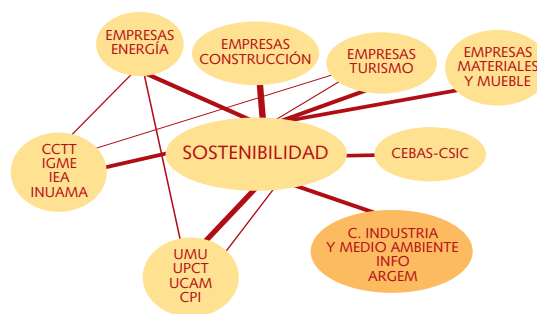 EMPRESAS
ENERGÍA
EMPRESAS
CONSTRUCCIÓN
EMPRESAS
TURISMO
EMPRESAS
MATERIALES
Y MUEBLE
CCTT
IGME
IEA
INUAMA
SOSTENIBILIDAD
CEBAS-CSIC
UMU
UPCT
UCAM
CPI
C. INDUSTRIA
Y MEDIO AMBIENTE
INFO
ARGEM